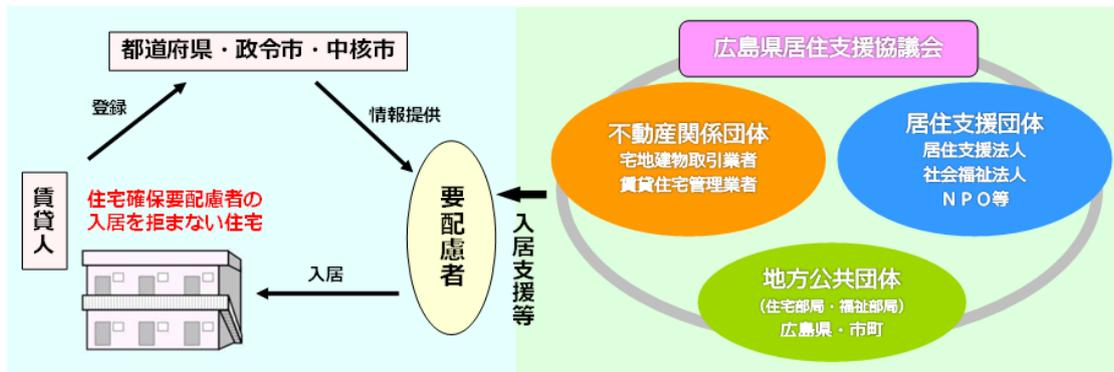 都道府県・政令市・中核市
登録
情報提供
賃貸人
住宅確保要配慮者の
入居を拒まない住宅
入居
要配慮者
入居支援等
広島県居住支援協議会
不動産関係団体
宅地建物取引業者
賃貸住宅管理業者
居住支援団体
居住支援法人
社会福祉法人
ＮＰＯ等
地方公共団体
（住宅部局・福祉部局）
広島県・市町